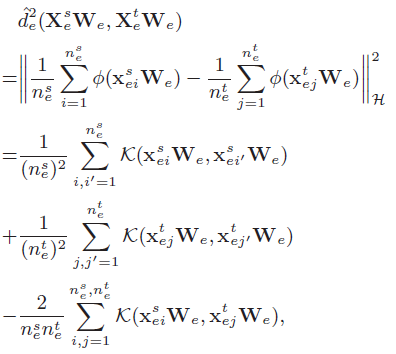 \hat{d}_e^2(\mathbf{X}_e^s \mathbf{W}_e, \mathbf{X}_e^t \mathbf{W}_e)
= \left\| \frac{1}{n_e^s} \sum_{i=1}^{n_e^s} \phi(\mathbf{x}_{ei}^s \mathbf{W}_e) - \frac{1}{n_e^t} \sum_{j=1}^{n_e^t} \phi(\mathbf{x}_{ej}^t \mathbf{W}_e) \right\|_{\mathcal{H}}^2
= \frac{1}{(n_e^s)^2} \sum_{i,i'=1}^{n_e^s} \mathcal{K}(\mathbf{x}_{ei}^s \mathbf{W}_e, \mathbf{x}_{ei'}^s \mathbf{W}_e)
+ \frac{1}{(n_e^t)^2} \sum_{j,j'=1}^{n_e^t} \mathcal{K}(\mathbf{x}_{ej}^t \mathbf{W}_e, \mathbf{x}_{ej'}^t \mathbf{W}_e)
- \frac{2}{n_e^s n_e^t} \sum_{i,j=1}^{n_e^s, n_e^t} \mathcal{K}(\mathbf{x}_{ei}^s \mathbf{W}_e, \mathbf{x}_{ej}^t \mathbf{W}_e),